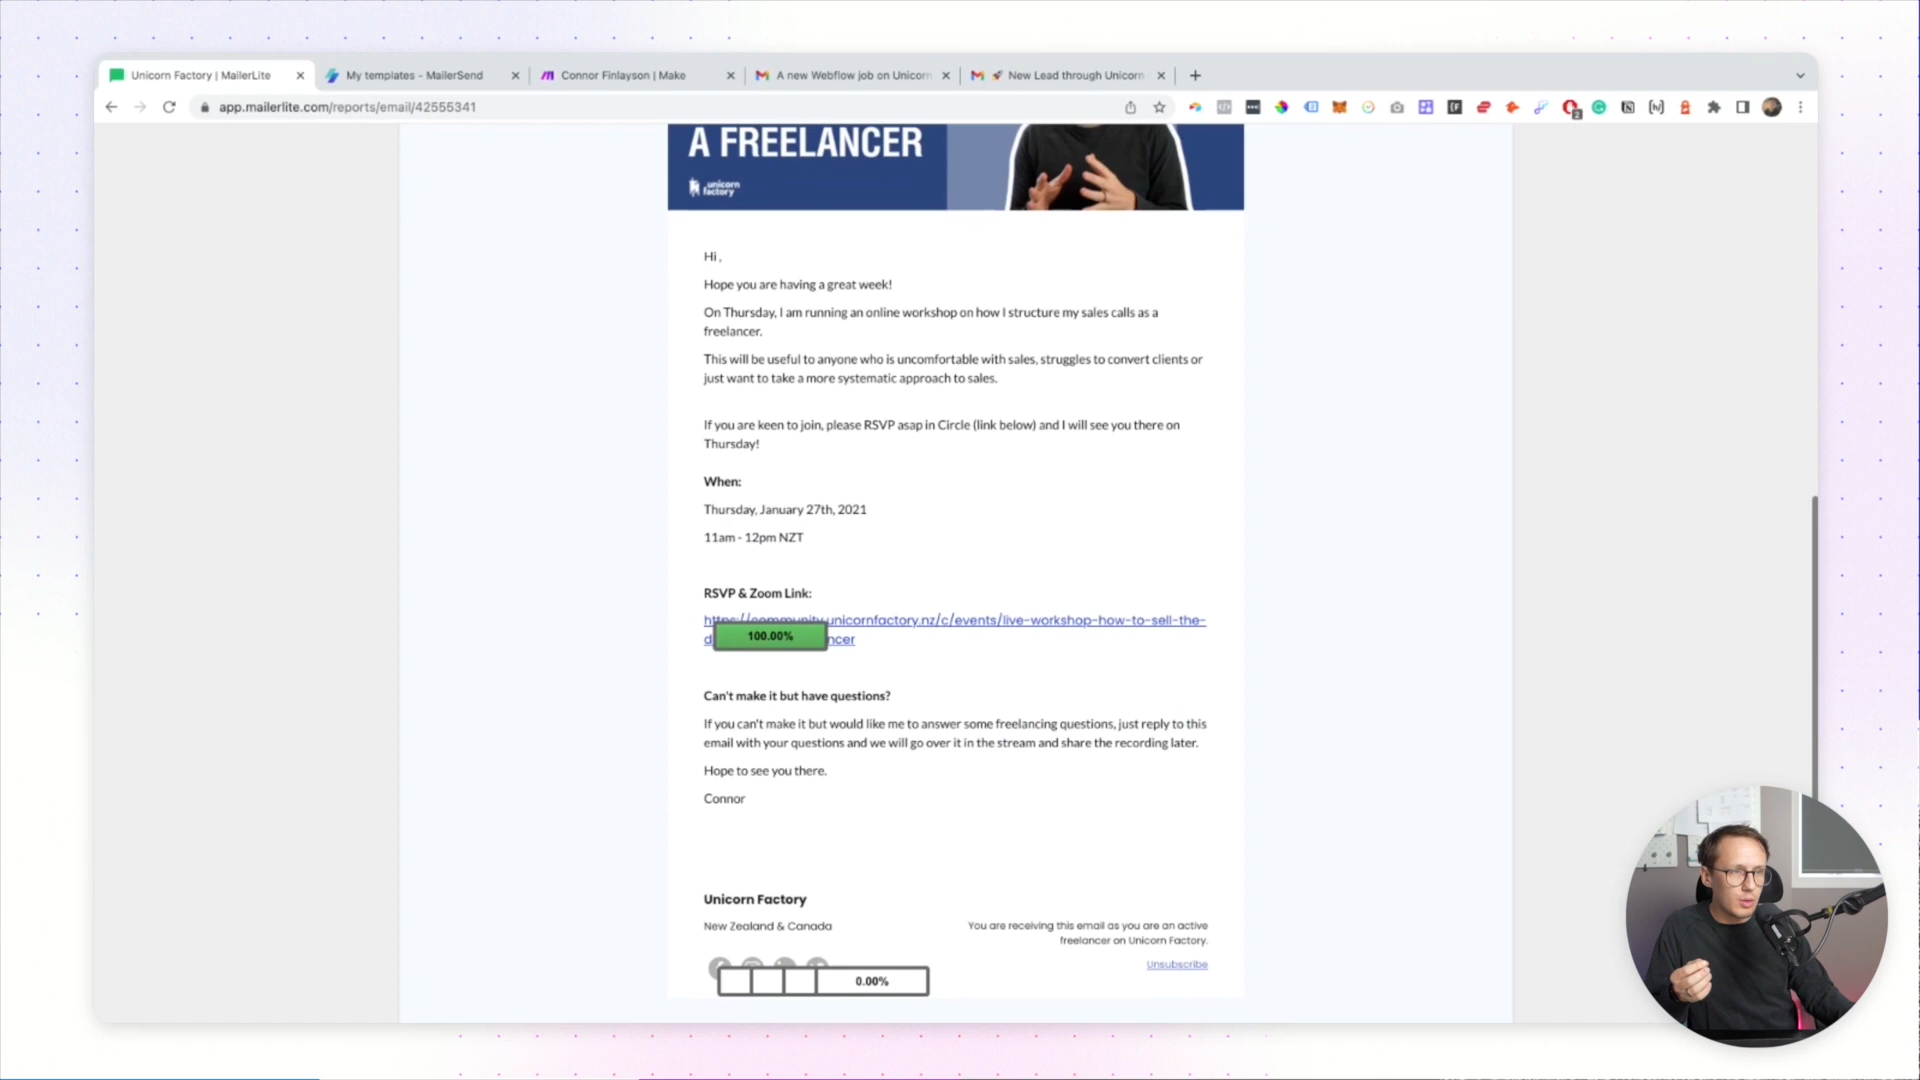 Unicorn Factory | MailerLite
My templates - MailerSend
Connor Finlayson | Make
A new Webflow job on Unicorn
🚀 New Lead through Unicorn
app.mailerlite.com/reports/email/42555341
2
A FREELANCER
unicorn
factory
Hi ,
Hope you are having a great week!
On Thursday, I am running an online workshop on how I structure my sales calls as a
freelancer.
This will be useful to anyone who is uncomfortable with sales, struggles to convert clients or
just want to take a more systematic approach to sales.
If you are keen to join, please RSVP asap in Circle (link below) and I will see you there on
Thursday!
When:
Thursday, January 27th, 2021
11am - 12pm NZT
RSVP & Zoom Link:
https://community.unicornfactory.nz/c/events/live-workshop-how-to-sell-the-
d
100.00%
ncer
Can't make it but have questions?
If you can't make it but would like me to answer some freelancing questions, just reply to this
email with your questions and we will go over it in the stream and share the recording later.
Hope to see you there.
Connor
Unicorn Factory
New Zealand & Canada
You are receiving this email as you are an active
freelancer on Unicorn Factory.
Unsubscribe
0.00%